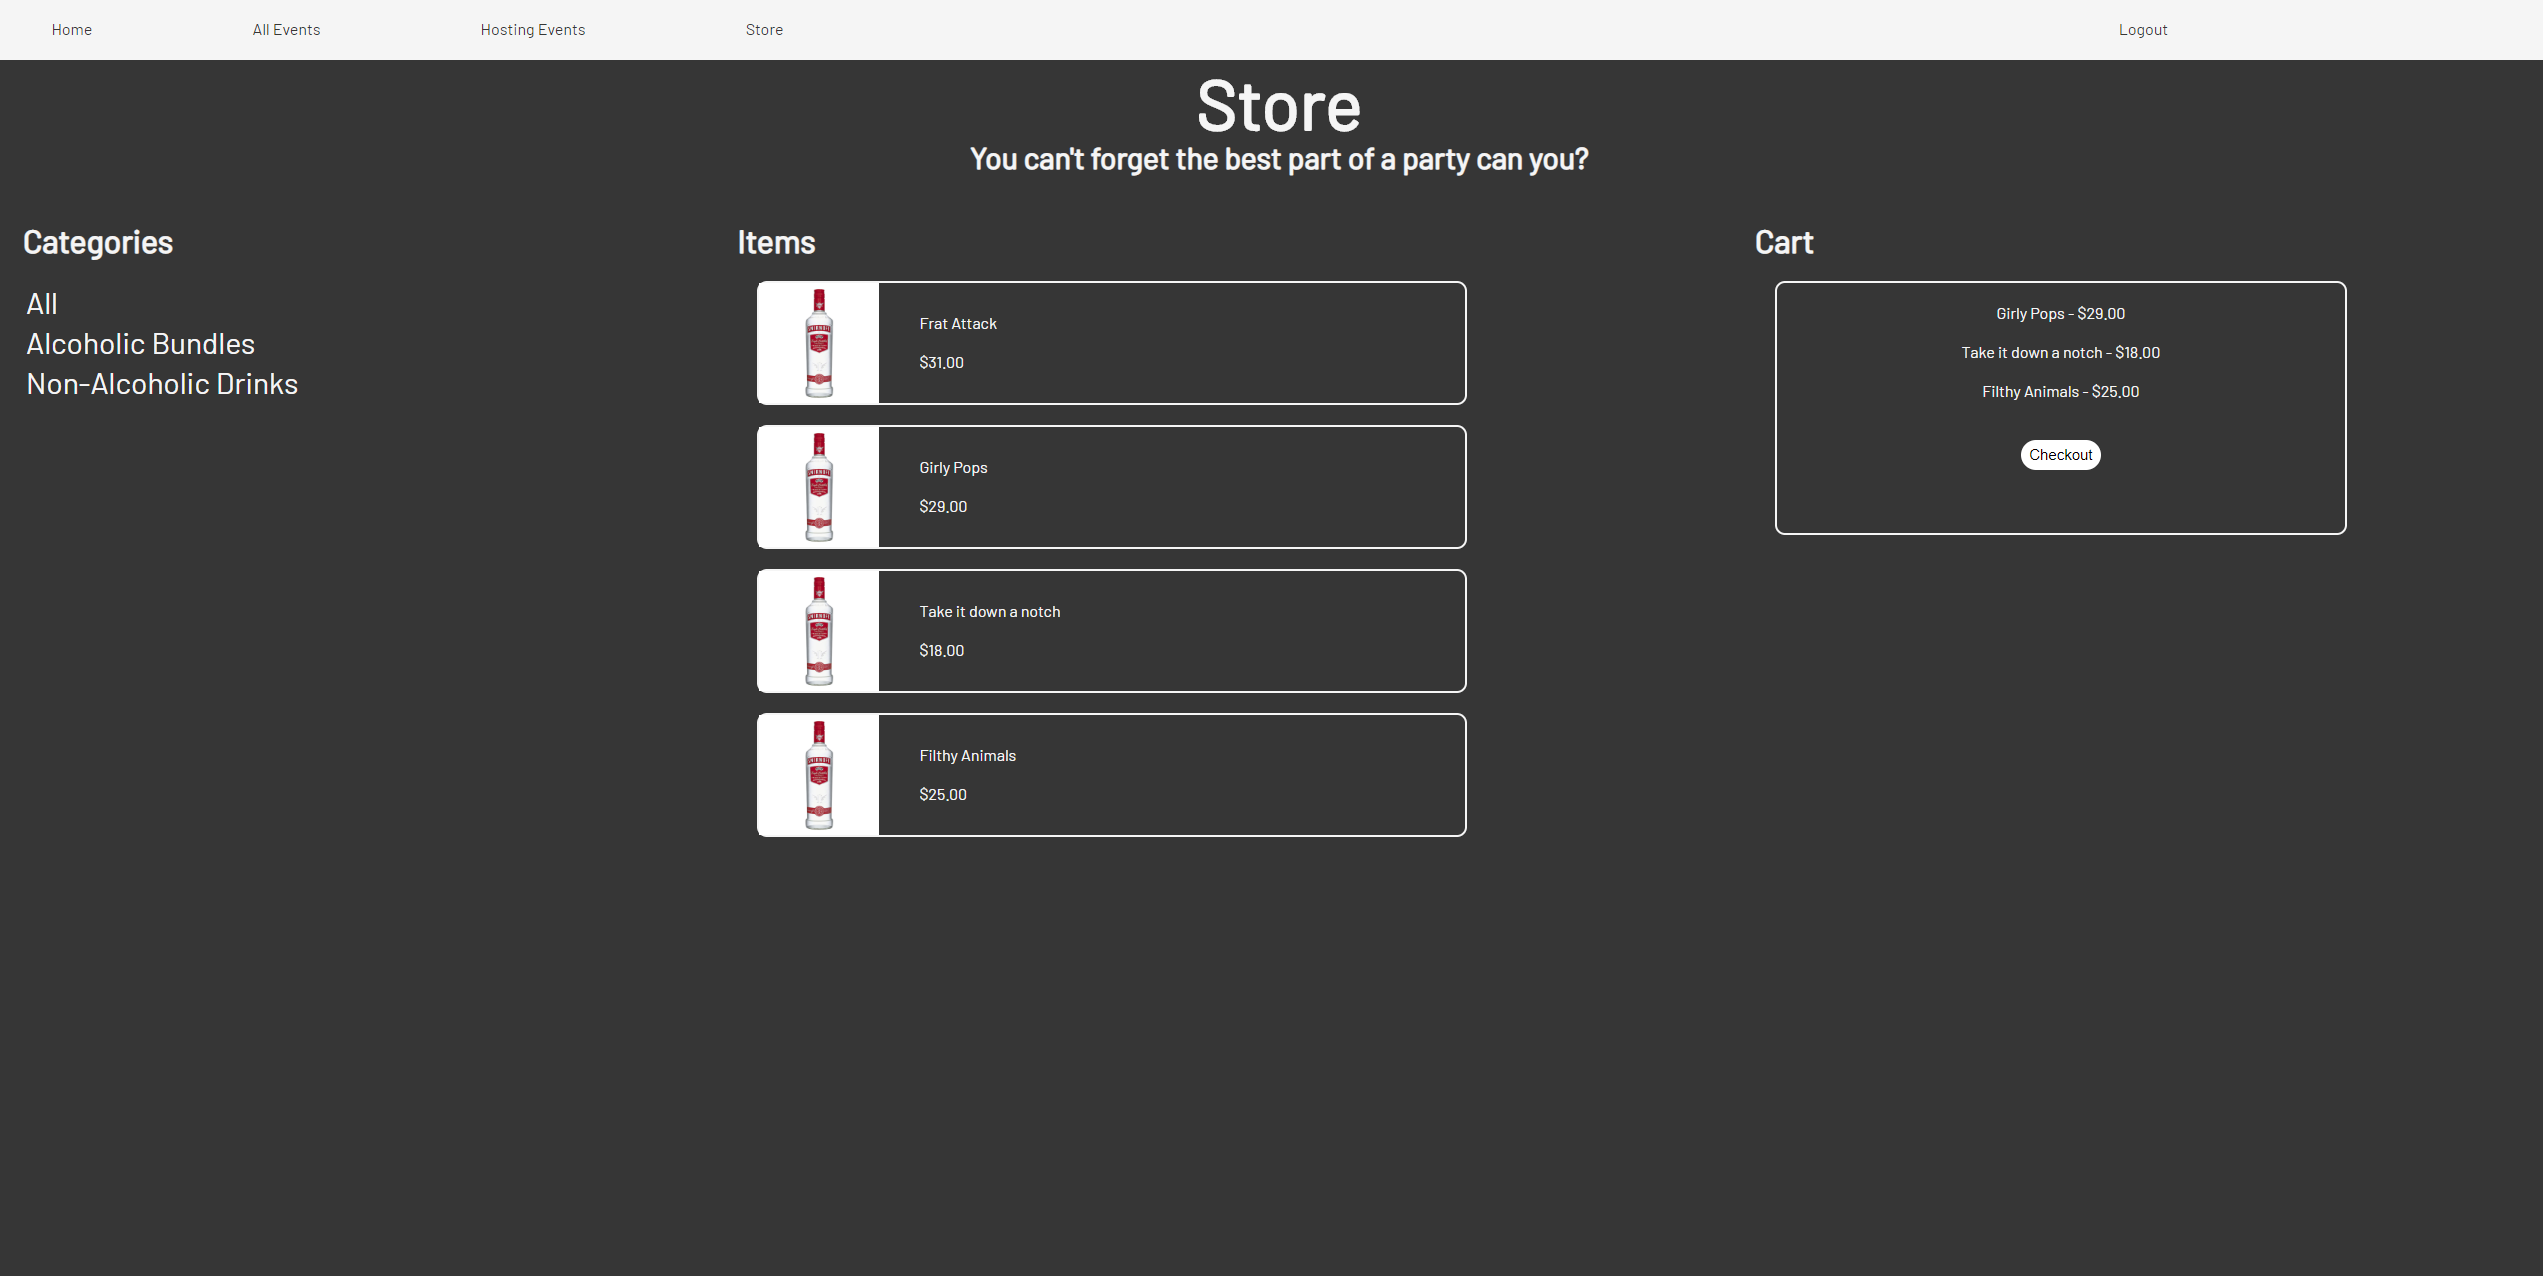 Home
All Events
Hosting Events
Store
Logout
Store
You can't forget the best part of a party can you?
Categories
All
Alcoholic Bundles
Non-Alcoholic Drinks
Items
Frat Attack
$31.00
Girly Pops
$29.00
Take it down a notch
$18.00
Filthy Animals
$25.00
Cart
Girly Pops - $29.00
Take it down a notch - $18.00
Filthy Animals - $25.00
Checkout